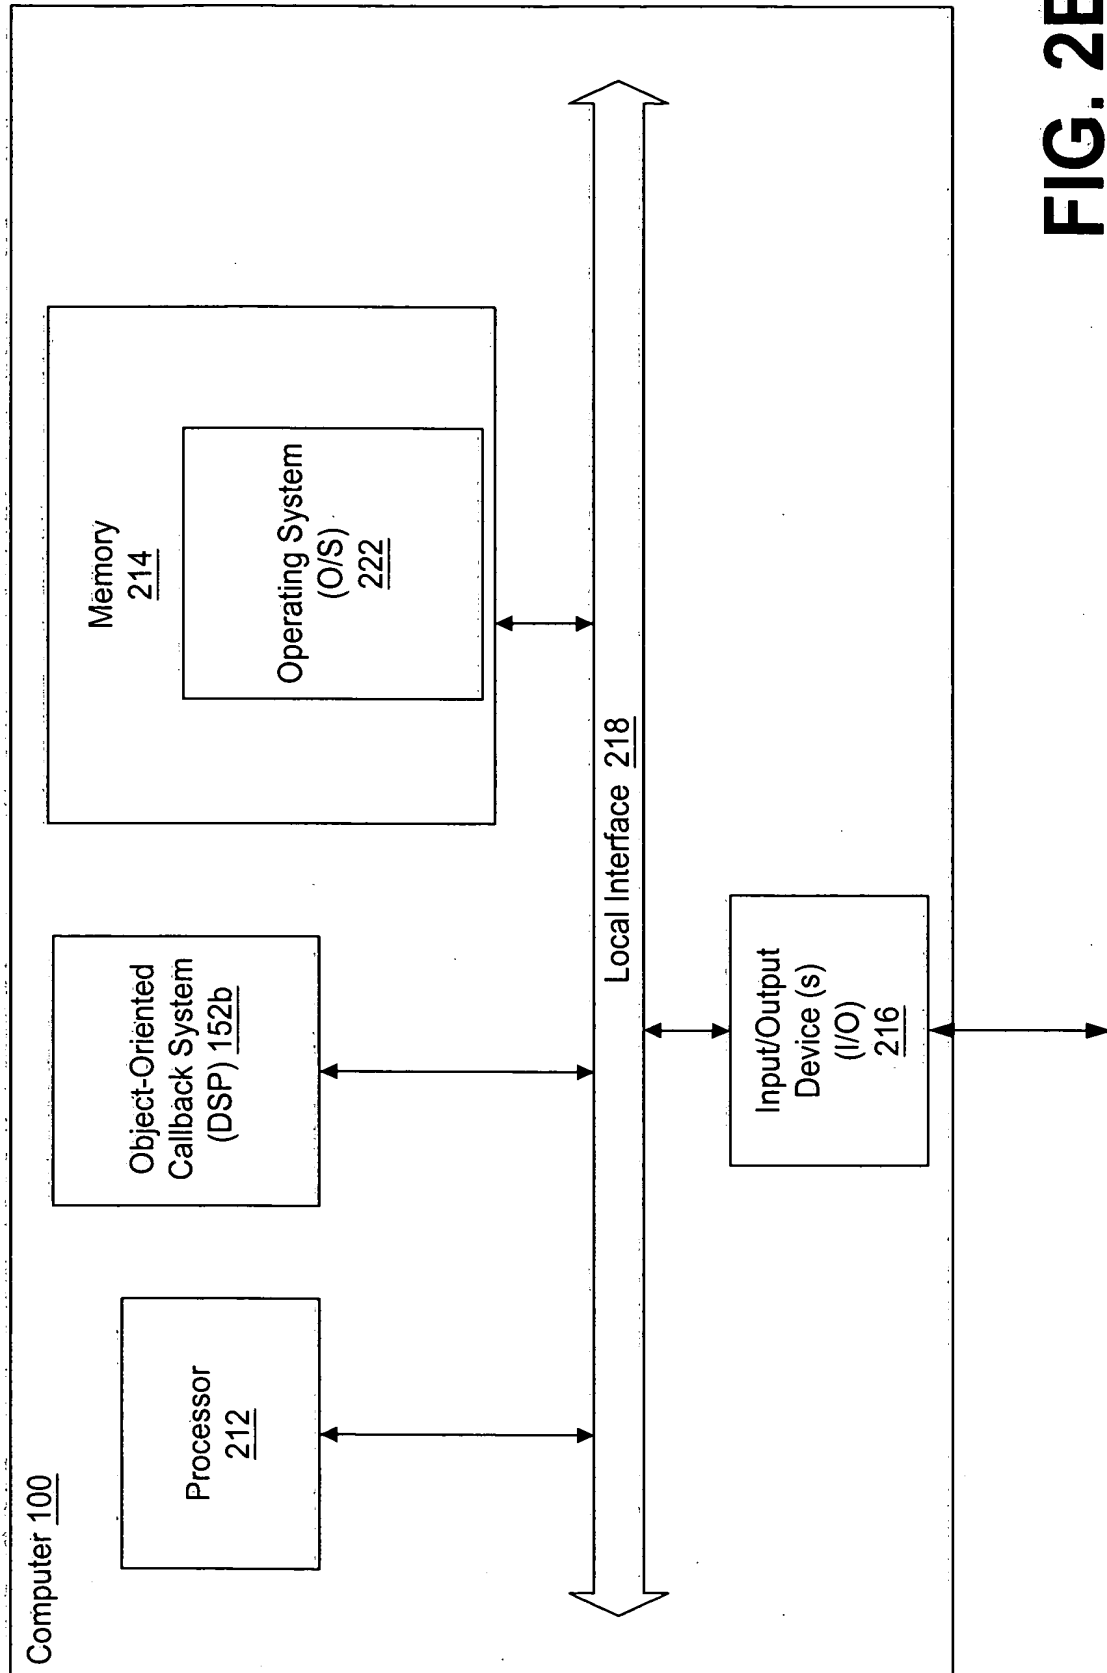 Computer 100
Processor
212
Object-Oriented
Callback System
(DSP) 152b
Memory
214
Operating System
(O/S)
222
Local Interface 218
Input/Output
Device (s)
(I/O)
216
FIG. 2B